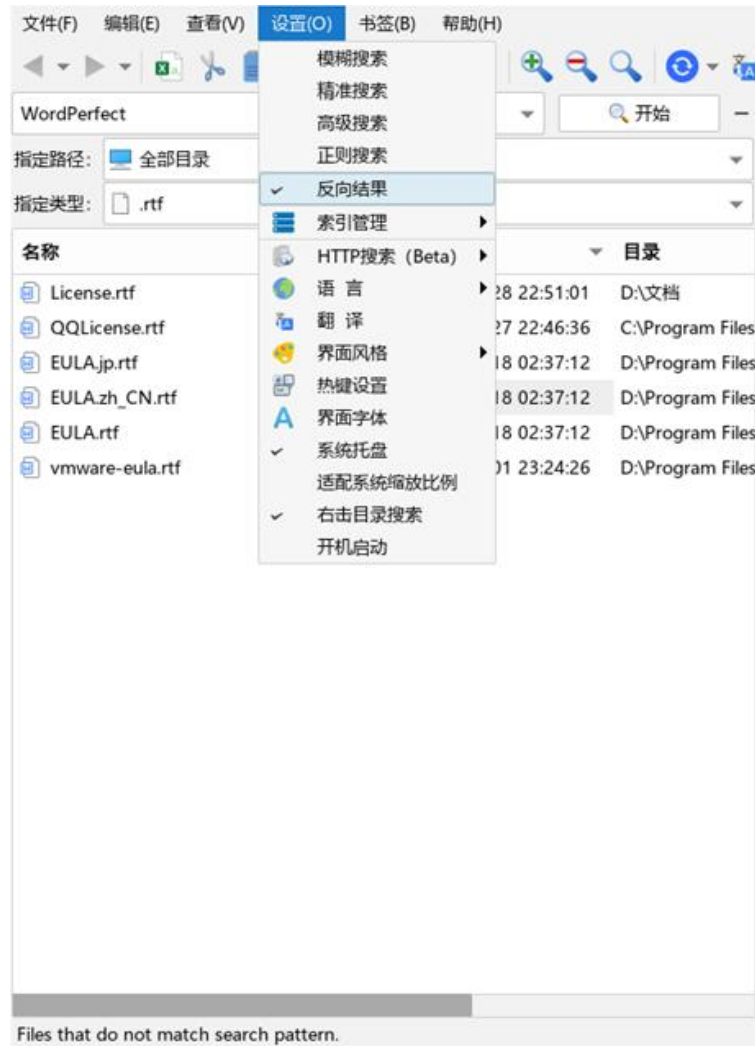 文件(F) 编辑(E) 查看(V) 设置(O) 书签(B) 帮助(H)
WordPerfect 开始
指定路径: 全部目录
指定类型: .rtf
名称 目录
License.rtf 28 22:51:01 D:\文档
QQLicense.rtf 27 22:46:36 C:\Program Files
EULA.jp.rtf 18 02:37:12 D:\Program Files
EULA.zh_CN.rtf 18 02:37:12 D:\Program Files
EULA.rtf 18 02:37:12 D:\Program Files
vmware-eula.rtf 01 23:24:26 D:\Program Files
模糊搜索
精准搜索
高级搜索
正则搜索
反向结果
索引管理
HTTP搜索 (Beta)
语 言
翻 译
界面风格
热键设置
界面字体
系统托盘
适配系统缩放比例
右击目录搜索
开机启动
Files that do not match search pattern.